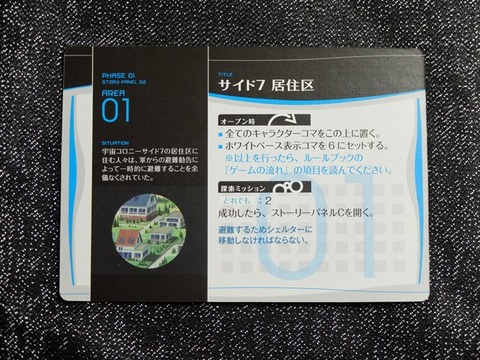 PHASE 01
STORY PANEL 02
AREA
01
SITUATION
宇宙コロニーサイド7の居住区に
住む人々は、軍からの避難勧告によ
って一時的に避難することを余
儀なくされていた。
TITLE
サイド7 居住区
オープン時
■全てのキャラクターコマをこの上に置く。
■ホワイトベース表示コマを6にセットする。
※以上を行ったら、ルールブックの
「ゲームの流れ」の項目を読んでください。
探索ミッション
どれでも:2
成功したら、ストーリーパネルCを開く。
避難するためシェルターに
移動しなければならない。
01